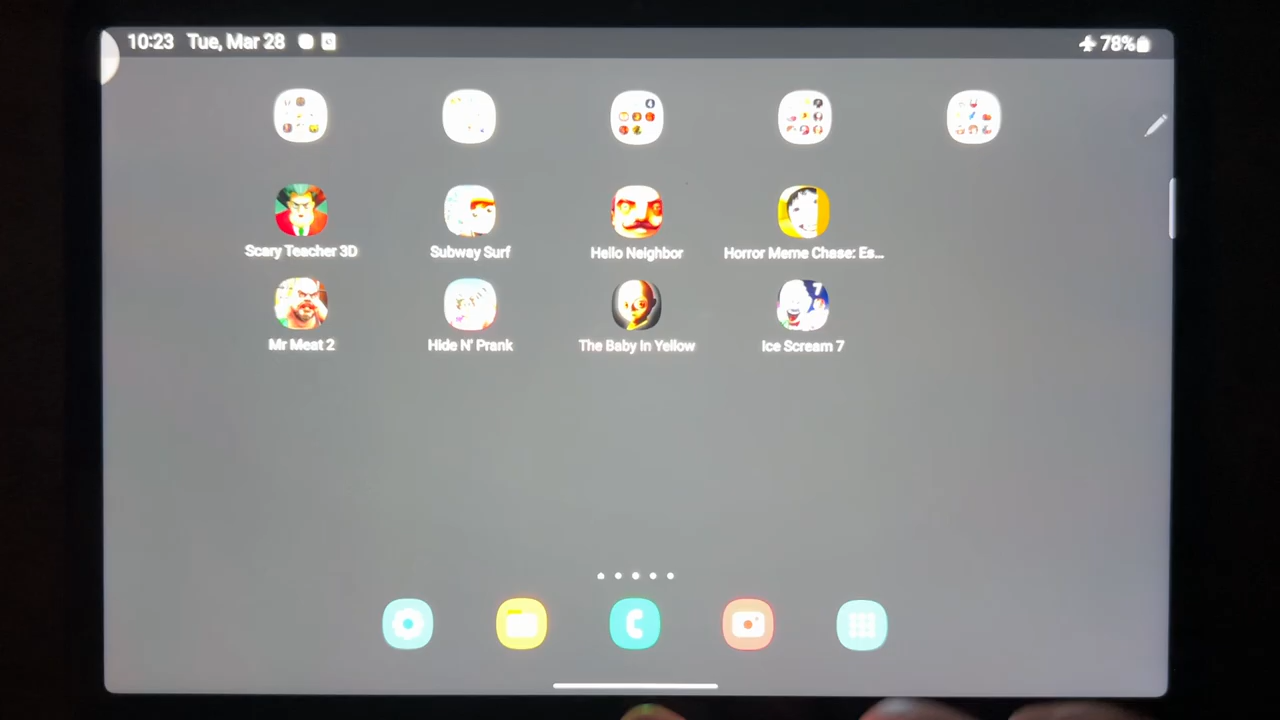 10:23 Tue, Mar 28 78%
Scary Teacher 3D Subway Surf Hello Neighbor Horror Meme Chase: Es...
Mr Meat 2 Hide N' Prank The Baby In Yellow Ice Scream 7